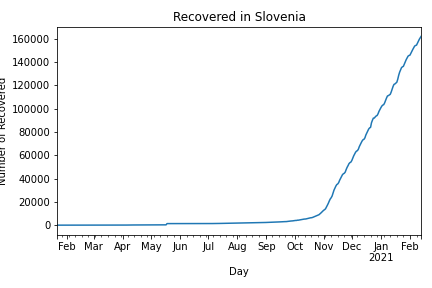 Recovered in Slovenia
Number of Recovered
160000
140000
120000
100000
80000
60000
40000
20000
0
Feb Mar Apr May Jun Jul Aug Sep Oct Nov Dec Jan Feb
2021
Day